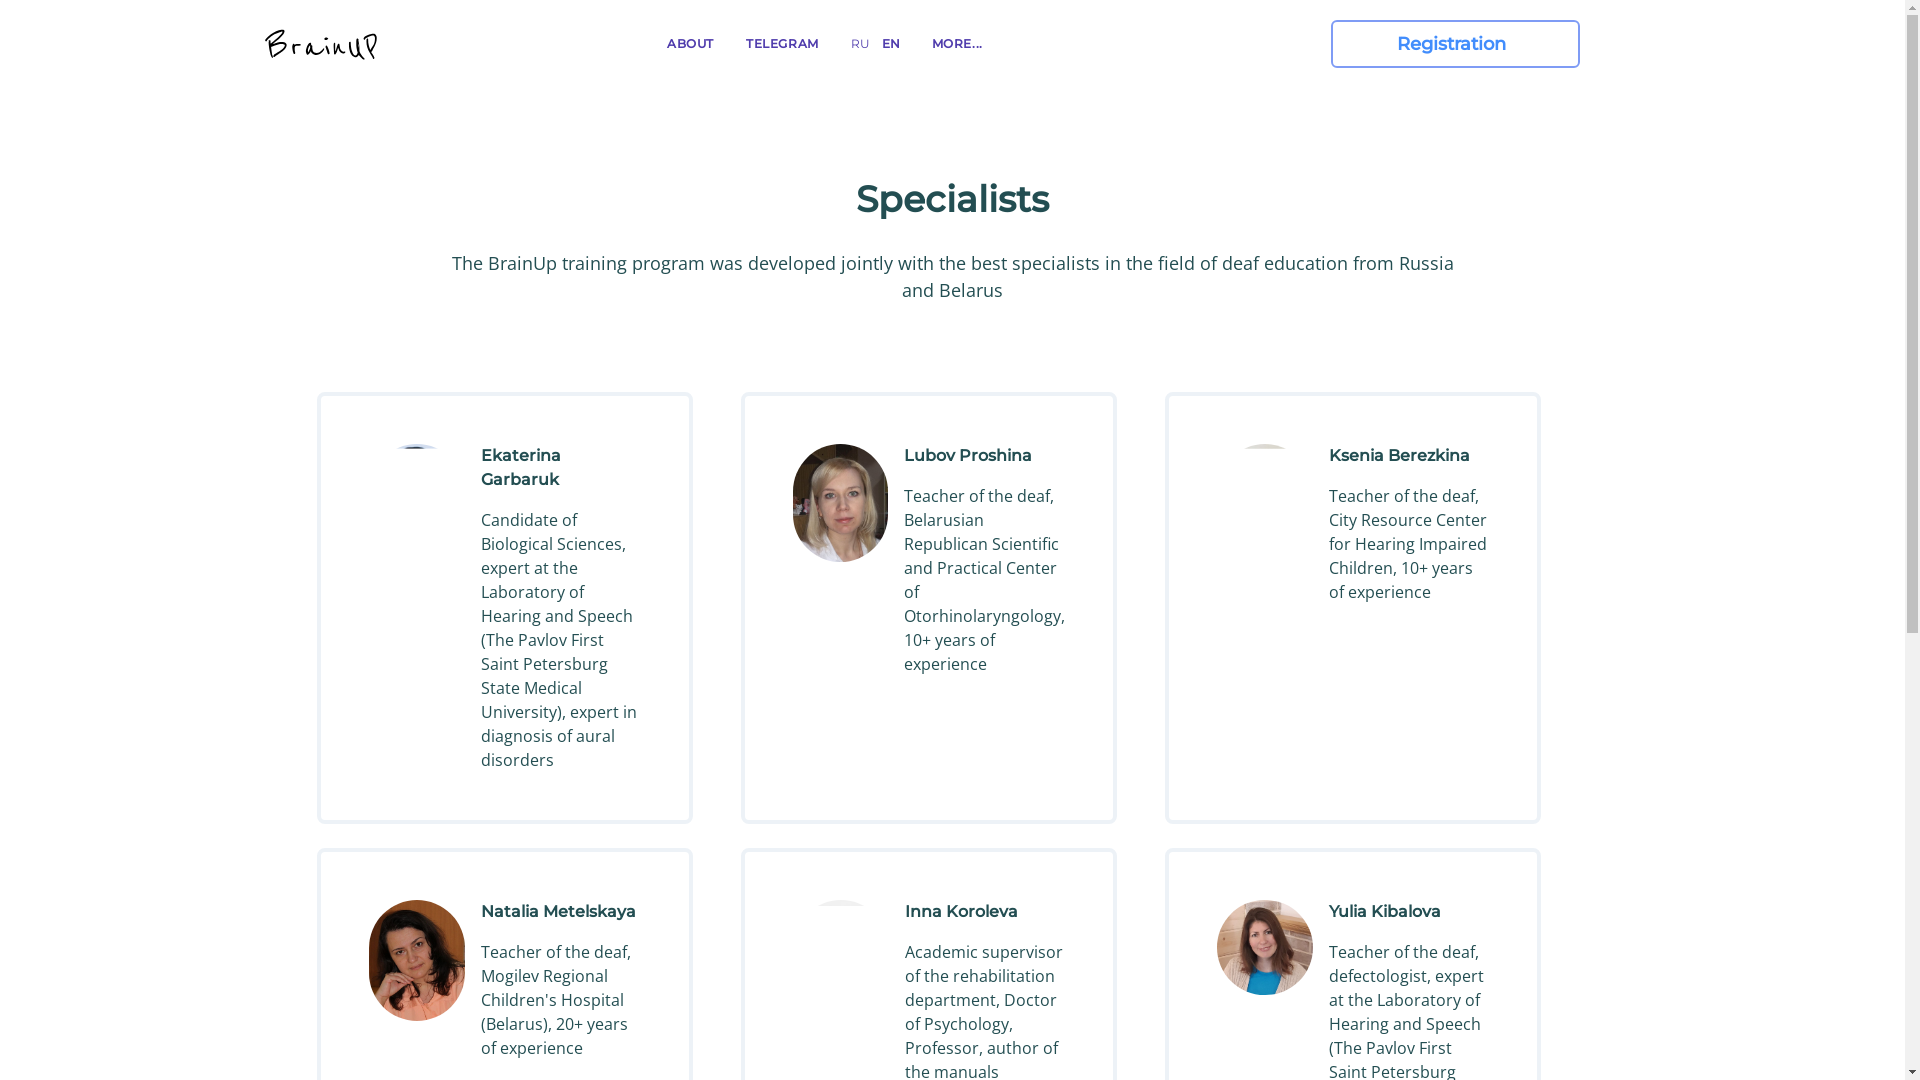 BrainUP
ABOUT
TELEGRAM
RU
EN
MORE...
Registration
Specialists
The BrainUp training program was developed jointly with the best specialists in the field of deaf education from Russia
and Belarus
Ekaterina
Garbaruk
Candidate of
Biological Sciences,
expert at the
Laboratory of
Hearing and Speech
(The Pavlov First
Saint Petersburg
State Medical
University), expert in
diagnosis of aural
disorders
Lubov Proshina
Teacher of the deaf,
Belarusian
Republican Scientific
and Practical Center
of
Otorhinolaryngology,
10+ years of
experience
Ksenia Berezkina
Teacher of the deaf,
City Resource Center
for Hearing Impaired
Children, 10+ years
of experience
Natalia Metelskaya
Teacher of the deaf,
Mogilev Regional
Children's Hospital
(Belarus), 20+ years
of experience
Inna Koroleva
Academic supervisor
of the rehabilitation
department, Doctor
of Psychology,
Professor, author of
the manuals
Yulia Kibalova
Teacher of the deaf,
defectologist, expert
at the Laboratory of
Hearing and Speech
(The Pavlov First
Saint Petersburg